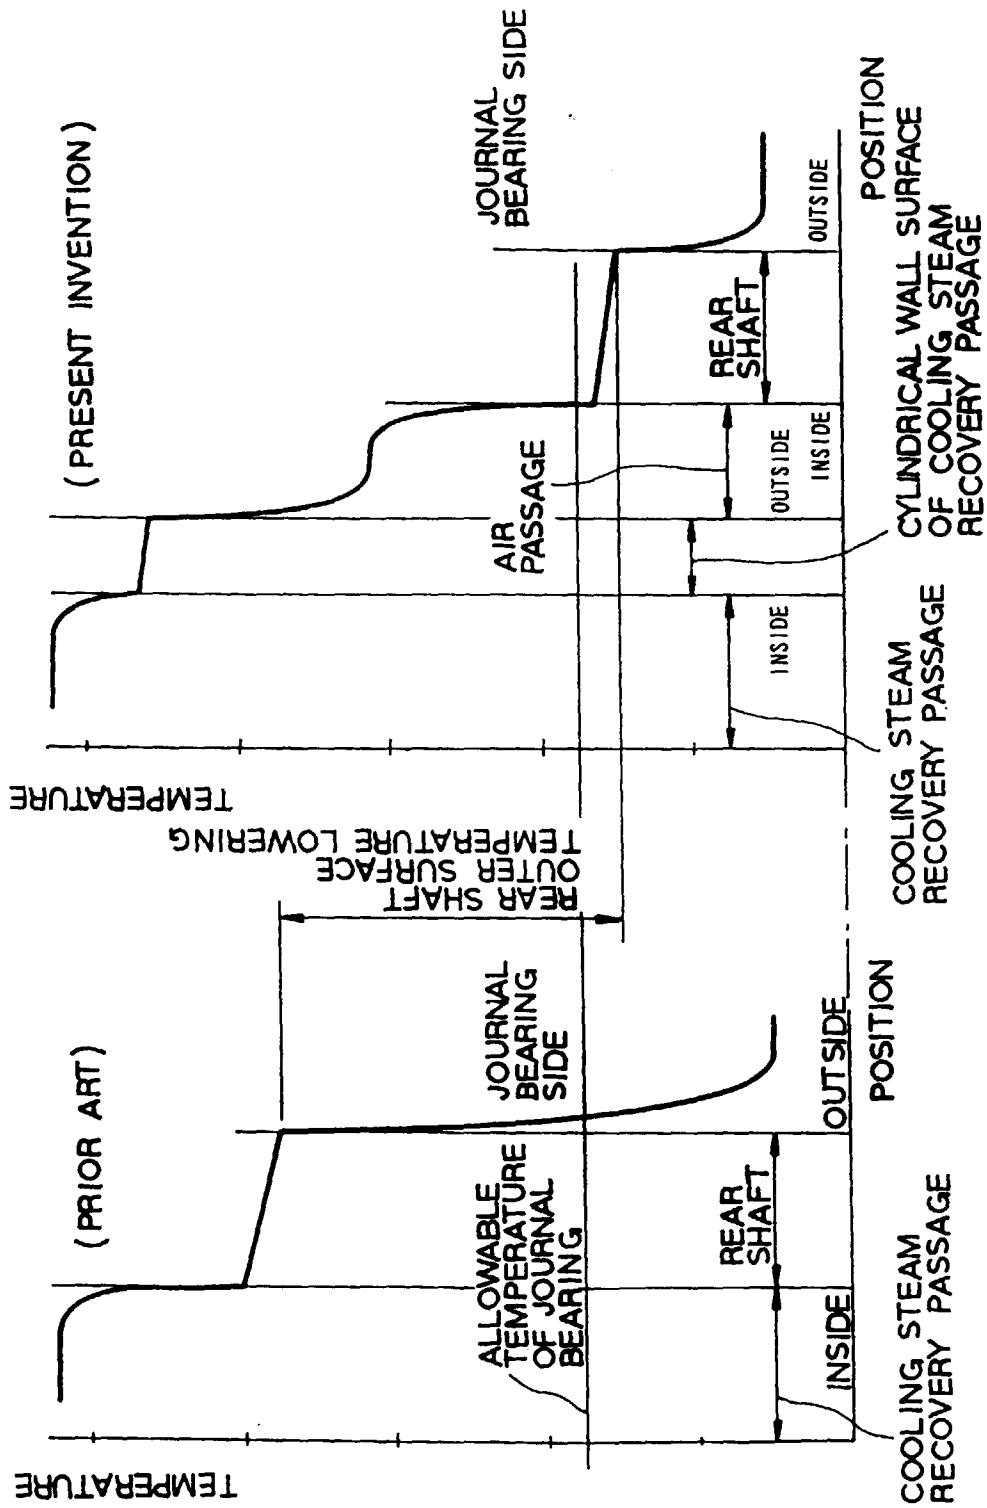 (PRIOR ART)
TEMPERATURE
ALLOWABLE
TEMPERATURE
OF JOURNAL
BEARING
JOURNAL
BEARING
SIDE
REAR
SHAFT
INSIDE
OUTSIDE
POSITION
COOLING STEAM
RECOVERY PASSAGE
REAR SHAFT
OUTER SURFACE
TEMPERATURE LOWERING
(PRESENT INVENTION)
TEMPERATURE
JOURNAL
BEARING SIDE
AIR
PASSAGE
REAR
SHAFT
INSIDE
OUTSIDE
INSIDE
OUTSIDE
POSITION
COOLING STEAM
RECOVERY PASSAGE
CYLINDRICAL WALL SURFACE
OF COOLING STEAM
RECOVERY PASSAGE